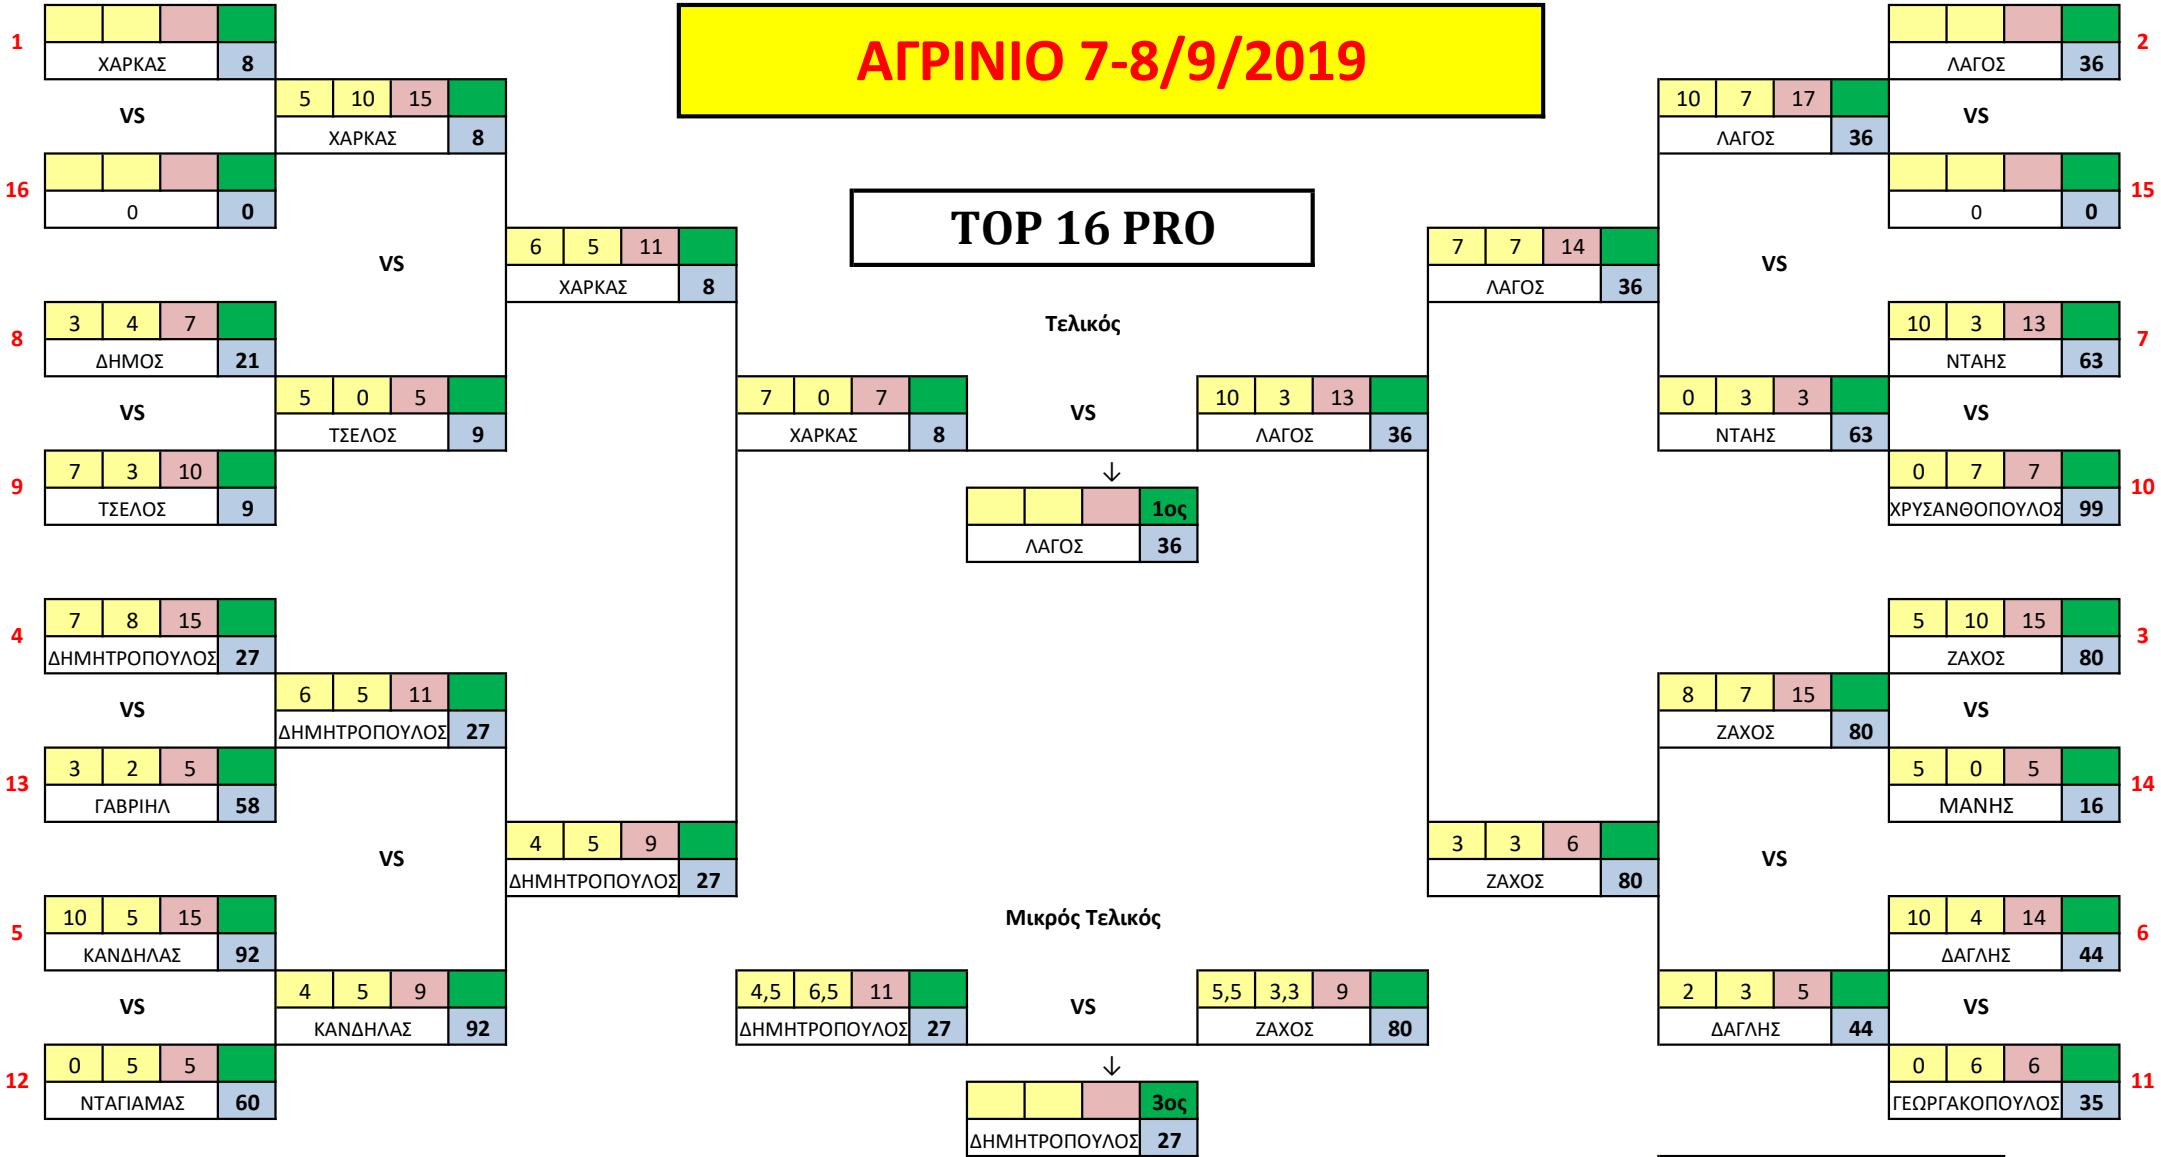 ΑΓΡΙΝΙΟ 7-8/9/2019
TOP 16 PRO
1
ΧΑΡΚΑΣ 8
VS
16
0 0
5 10 15
ΧΑΡΚΑΣ 8
VS
8
3 4 7
ΔΗΜΟΣ 21
VS
9
7 3 10
ΤΣΕΛΟΣ 9
5 0 5
ΤΣΕΛΟΣ 9
6 5 11
ΧΑΡΚΑΣ 8
4
7 8 15
ΔΗΜΗΤΡΟΠΟΥΛΟΣ 27
VS
13
3 2 5
ΓΑΒΡΙΗΛ 58
6 5 11
ΔΗΜΗΤΡΟΠΟΥΛΟΣ 27
VS
5
10 5 15
ΚΑΝΔΗΛΑΣ 92
VS
12
0 5 5
ΝΤΑΓΙΑΜΑΣ 60
4 5 9
ΚΑΝΔΗΛΑΣ 92
4 5 9
ΔΗΜΗΤΡΟΠΟΥΛΟΣ 27
Τελικός
7 0 7
ΧΑΡΚΑΣ 8
VS
10 3 13
ΛΑΓΟΣ 36
↓
1ος
ΛΑΓΟΣ 36
Μικρός Τελικός
4,5 6,5 11
ΔΗΜΗΤΡΟΠΟΥΛΟΣ 27
VS
5,5 3,3 9
ΖΑΧΟΣ 80
↓
3ος
ΔΗΜΗΤΡΟΠΟΥΛΟΣ 27
7 7 14
ΛΑΓΟΣ 36
3 3 6
ΖΑΧΟΣ 80
10 7 17
ΛΑΓΟΣ 36
VS
0 3 3
ΝΤΑΗΣ 63
2
ΛΑΓΟΣ 36
VS
15
0 0
7
10 3 13
ΝΤΑΗΣ 63
VS
10
0 7 7
ΧΡΥΣΑΝΘΟΠΟΥΛΟΣ 99
8 7 15
ΖΑΧΟΣ 80
VS
2 3 5
ΔΑΓΛΗΣ 44
3
5 10 15
ΖΑΧΟΣ 80
VS
14
5 0 5
ΜΑΝΗΣ 16
6
10 4 14
ΔΑΓΛΗΣ 44
VS
11
0 6 6
ΓΕΩΡΓΑΚΟΠΟΥΛΟΣ 35